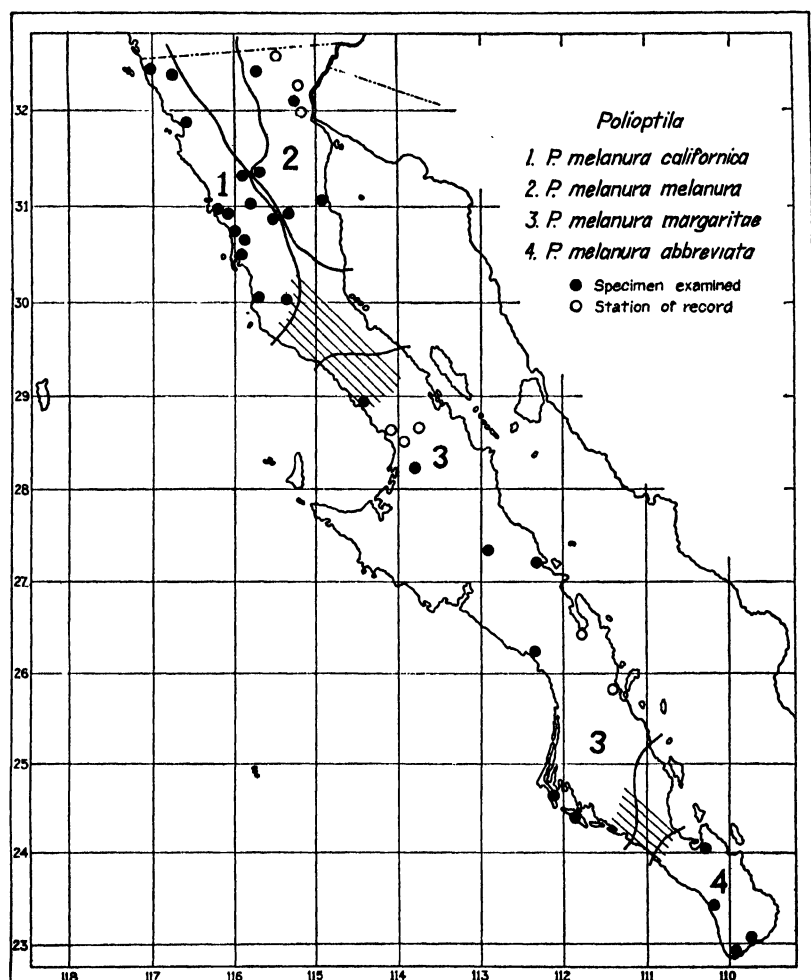 Polioptila
1. P. melanura californica
2. P. melanura melanura
3. P. melanura margaritae
4. P. melanura abbreviata
Specimen examined
Station of record
32
31
30
29
28
27
26
25
24
23
1
2
3
3
4
118 117 116 115 114 113 112 111 110